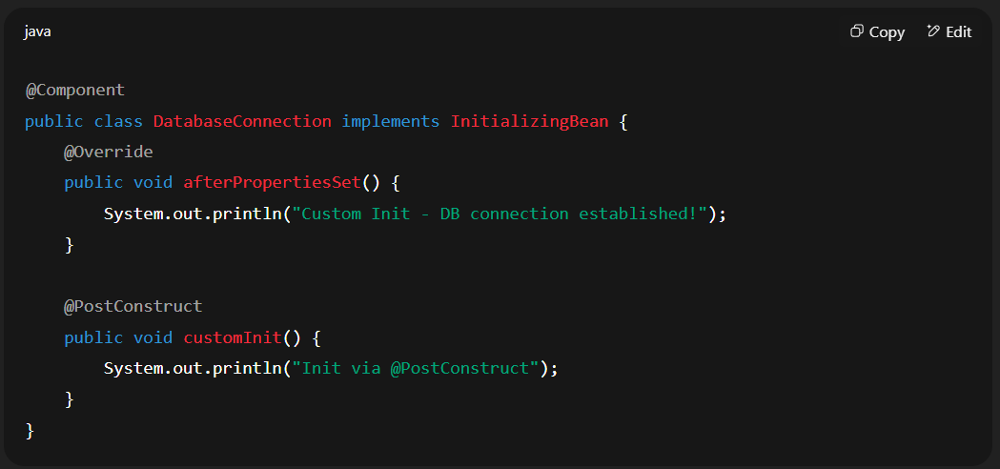 java
Copy
Edit
@Component
public class DatabaseConnection implements InitializingBean {
    @Override
    public void afterPropertiesSet() {
        System.out.println("Custom Init - DB connection established!");
    }

    @PostConstruct
    public void customInit() {
        System.out.println("Init via @PostConstruct");
    }
}